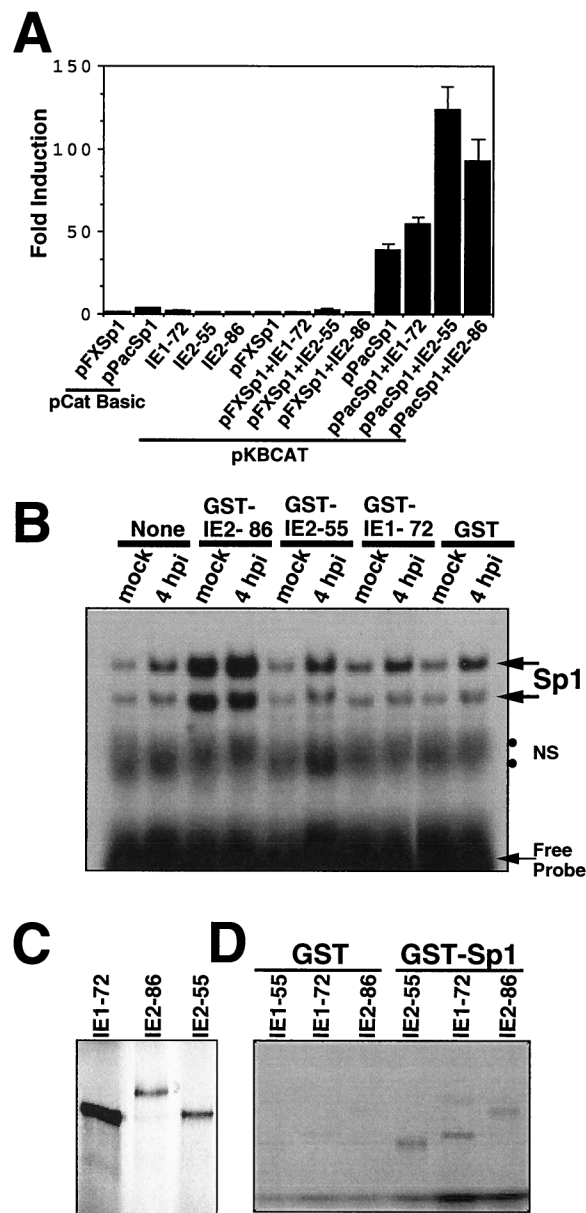 A
Fold Induction
150
100
50
0
pFXSp1
pPacSp1
IE1-72
IE2-55
IE2-86
pFXSp1
pFXSp1+IE1-72
pFXSp1+IE2-55
pFXSp1+IE2-86
pPacSp1
pPacSp1+IE1-72
pPacSp1+IE2-55
pPacSp1+IE2-86
pCat Basic
pKBCAT
B
None
GST-
IE2- 86
GST-
IE2-55
GST-
IE1- 72
GST
mock
4 hpi
mock
4 hpi
mock
4 hpi
mock
4 hpi
mock
4 hpi
Sp1
NS
Free
Probe
C
IE1-72
IE2-86
IE2-55
D
GST
GST-Sp1
IE1-55
IE1-72
IE2-86
IE2-55
IE1-72
IE2-86